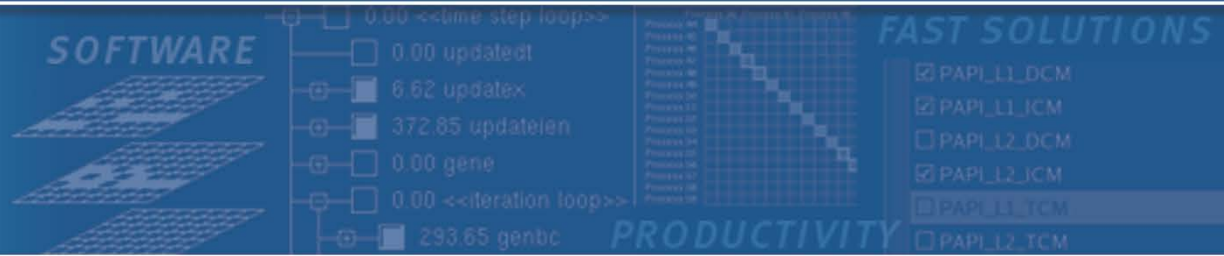 SOFTWARE
0.00 <<time step loop>>
0.00 updatedt
6.62 updatex
372.85 updateien
0.00 gene
0.00 <<iteration loop>>
293.65 genbc
PRODUCTIVITY
FAST SOLUTIONS
PAPI_L1_DCM
PAPI_L1_ICM
PAPI_L2_DCM
PAPI_L2_ICM
PAPI_L1_TCM
PAPI_L2_TCM